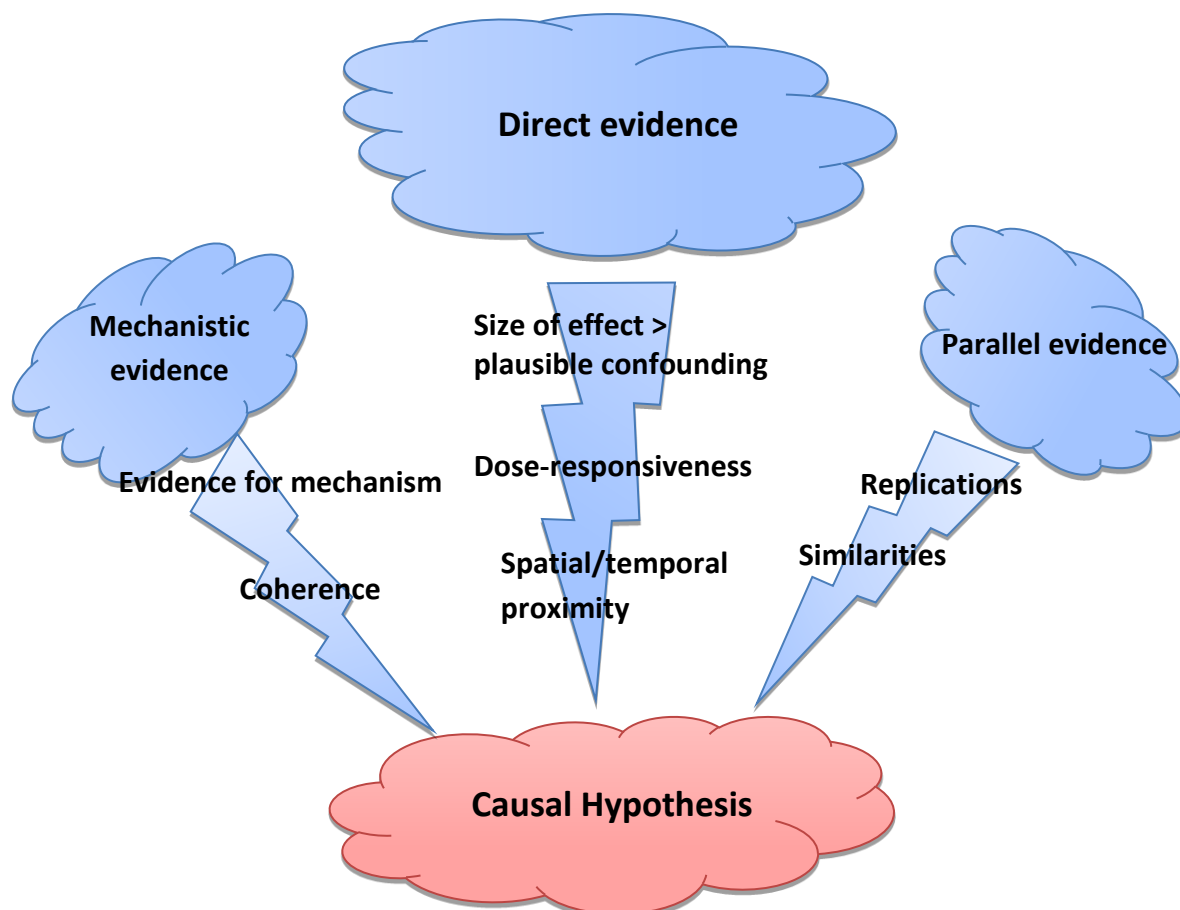 Direct evidence
Mechanistic
evidence
Parallel evidence
Size of effect >
plausible confounding
Evidence for mechanism
Dose-responsiveness
Replications
Coherence
Spatial/temporal
proximity
Similarities
Causal Hypothesis